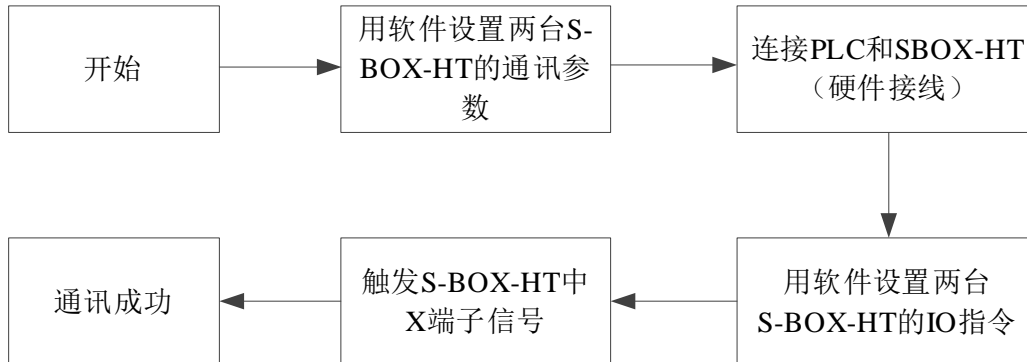 开始
用软件设置两台S-
BOX-HT的通讯参
数
连接PLC和SBOX-HT
（硬件接线）
用软件设置两台
S-BOX-HT的IO指令
触发S-BOX-HT中
X端子信号
通讯成功